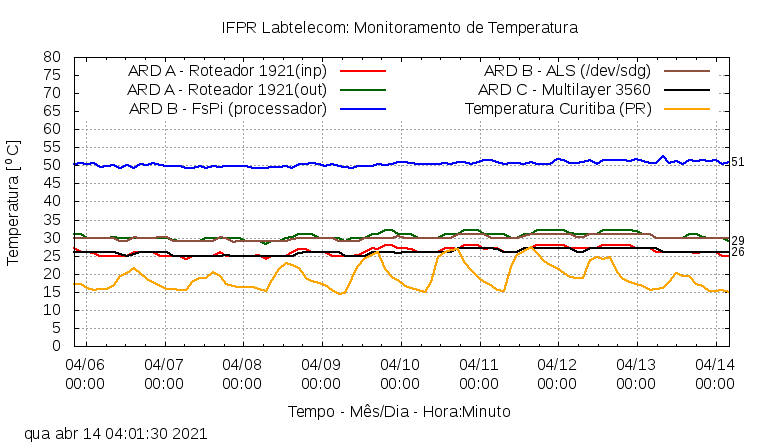 IFPR Labtelecom: Monitoramento de Temperatura
ARD A - Roteador 1921(inp)
ARD A - Roteador 1921(out)
ARD B - FsPi (processador)
ARD B - ALS (/dev/sdg)
ARD C - Multilayer 3560
Temperatura Curitiba (PR)
Temperatura [ ºC]
80
75
70
65
60
55
50
45
40
35
30
25
20
15
10
5
0
51
29
26
04/06 04/07 04/08 04/09 04/10 04/11 04/12 04/13 04/14
00:00 00:00 00:00 00:00 00:00 00:00 00:00 00:00 00:00
Tempo - Mês/Dia - Hora:Minuto
qua abr 14 04:01:30 2021